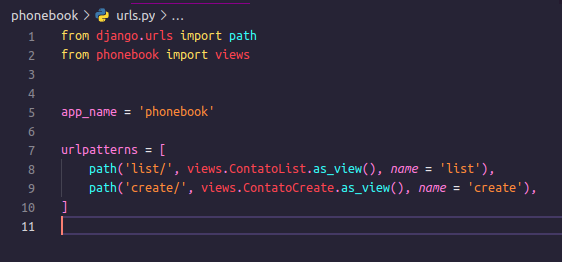 phonebook > urls.py > ...
1 from django.urls import path
2 from phonebook import views
3
4
5 app_name = 'phonebook'
6
7 urlpatterns = [
8     path('list/', views.ContatoList.as_view(), name = 'list'),
9     path('create/', views.ContatoCreate.as_view(), name = 'create'),
10 ]
11